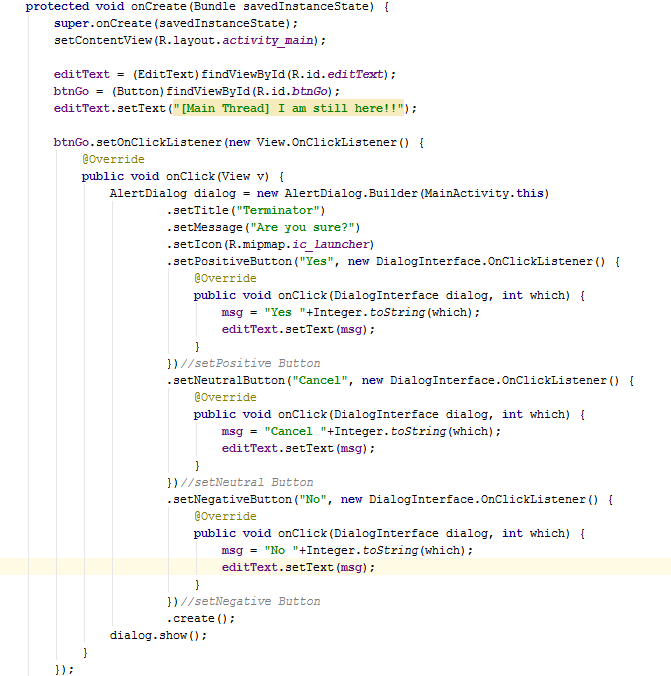 protected void onCreate(Bundle savedInstanceState) {
super.onCreate(savedInstanceState);
setContentView(R.layout.activity_main);
editText = (EditText)findViewById(R.id.editText);
btnGo = (Button)findViewById(R.id.btnGo);
editText.setText("[Main Thread] I am still here!!");
btnGo.setOnClickListener(new View.OnClickListener() {
@Override
public void onClick(View v) {
AlertDialog dialog = new AlertDialog.Builder(MainActivity.this)
.setTitle("Terminator")
.setMessage("Are you sure?")
.setIcon(R.mipmap.ic_launcher)
.setPositiveButton("Yes", new DialogInterface.OnClickListener() {
@Override
public void onClick(DialogInterface dialog, int which) {
msg = "Yes "+Integer.toString(which);
editText.setText(msg);
}
})//setPositive Button
.setNeutralButton("Cancel", new DialogInterface.OnClickListener() {
@Override
public void onClick(DialogInterface dialog, int which) {
msg = "Cancel "+Integer.toString(which);
editText.setText(msg);
}
})//setNeutral Button
.setNegativeButton("No", new DialogInterface.OnClickListener() {
@Override
public void onClick(DialogInterface dialog, int which) {
msg = "No "+Integer.toString(which);
editText.setText(msg);
}
})//setNegative Button
.create();
dialog.show();
}
});